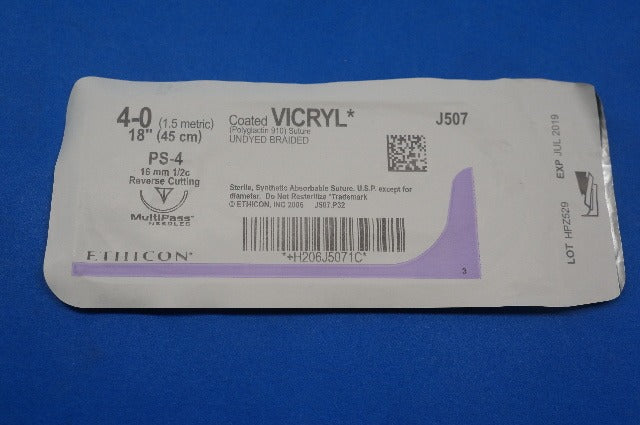 4-0 (1.5 metric)
18" (45 cm)
PS-4
16 mm 1/2c
Reverse Cutting
MultiPass*
NEEDLES
ETHICON*
Coated VICRYL*
(Polyglactin 910) Suture
UNDYED BRAIDED
J507
Sterile, Synthetic Absorbable Suture. U.S.P. except for
diameter. Do Not Resterilize *Trademark
© ETHICON, INC 2006 J507.P32
*+H206J5071C*
3
LOT HPZ529 EXP JUL 2019